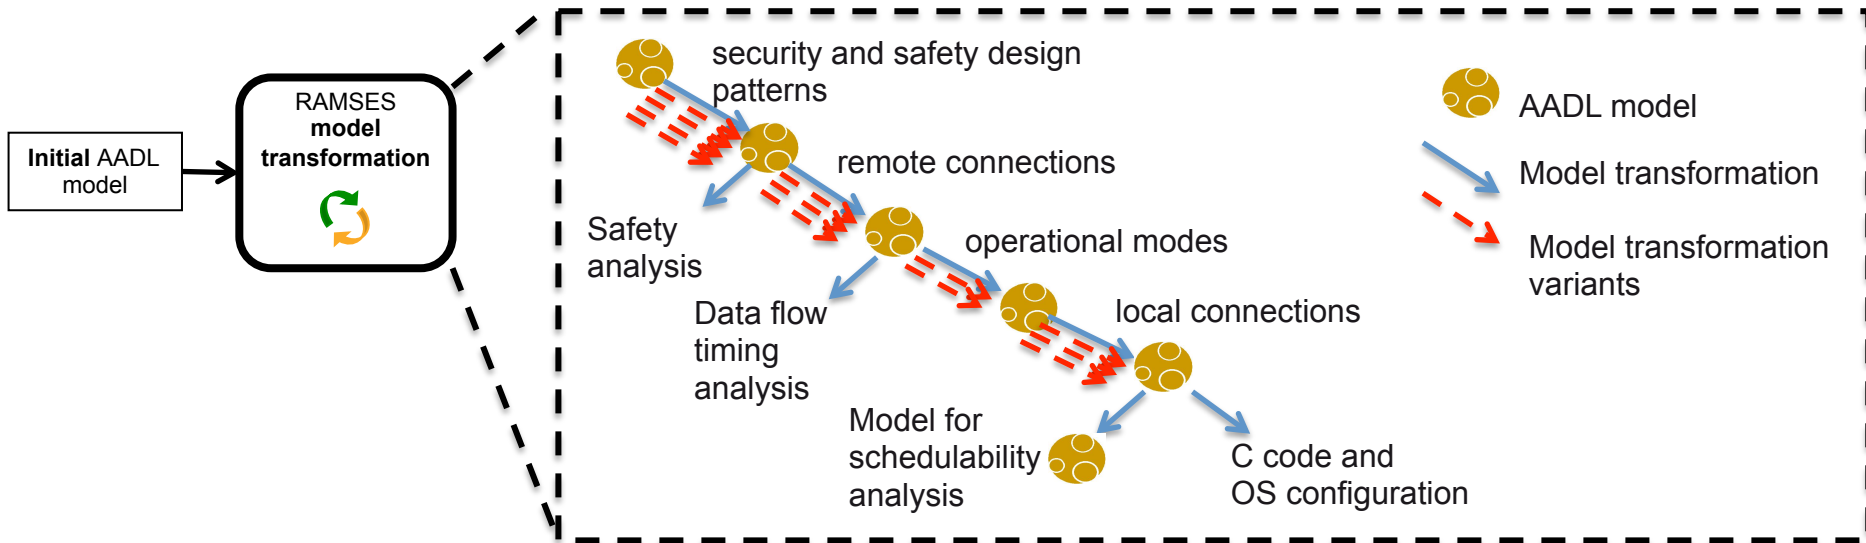 Initial AADL
model
RAMSES
model
transformation
security and safety design
patterns
remote connections
Safety
analysis
operational modes
Data flow
timing
analysis
local connections
Model for
schedulability
analysis
C code and
OS configuration
AADL model
Model transformation
Model transformation
variants